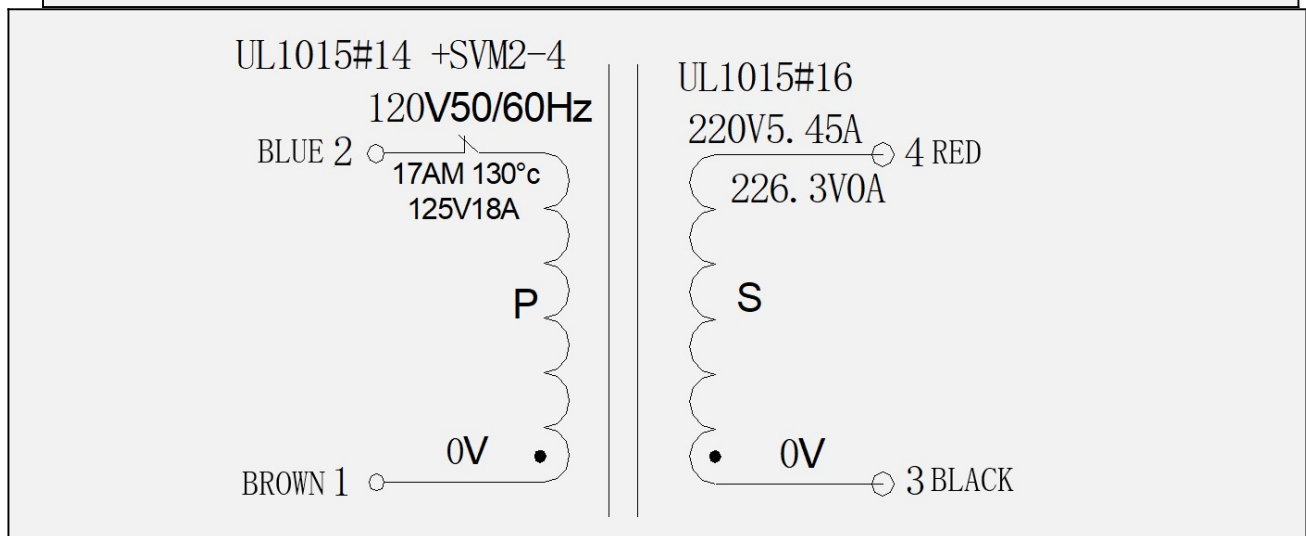 UL1015#14 +SVM2-4
120V50/60Hz
BLUE 2
17AM 130°c
125V18A
P
0V
BROWN 1
UL1015#16
220V5.45A
4 RED
226.3V0A
S
0V
3 BLACK